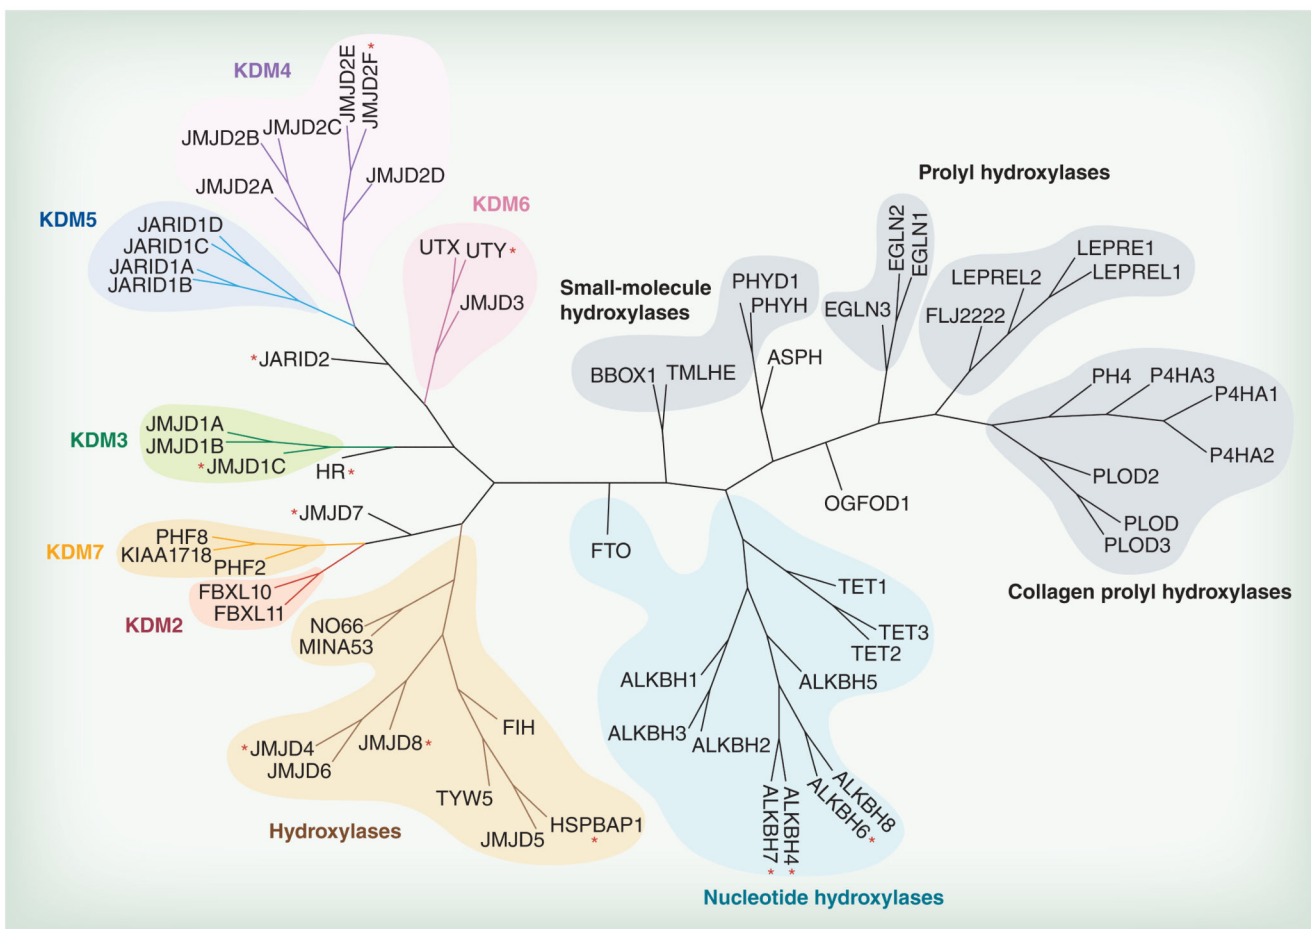 KDM4
JMJD2E
JMJD2F *
JMJD2B
JMJD2C
JMJD2A
JMJD2D
KDM5
JARID1D
JARID1C
JARID1A
JARID1B
KDM6
UTX
UTY *
JMJD3
* JARID2
KDM3
JMJD1A
JMJD1B
* JMJD1C
HR *
* JMJD7
KDM7
PHF8
KIAA1718
PHF2
KDM2
FBXL10
FBXL11
NO66
MINA53
* JMJD4
JMJD6
JMJD8 *
FIH
TYW5
JMJD5
HSPBAP1
*
Hydroxylases
Small-molecule
hydroxylases
BBOX1
TMLHE
PHYD1
PHYH
ASPH
Prolyl hydroxylases
EGLN2
EGLN1
EGLN3
LEPRE1
LEPREL1
LEPREL2
FLJ2222
PH4
P4HA3
P4HA1
P4HA2
PLOD2
PLOD
PLOD3
Collagen prolyl hydroxylases
OGFOD1
FTO
TET1
TET3
TET2
ALKBH1
ALKBH5
ALKBH3
ALKBH2
ALKBH8
ALKBH6 *
ALKBH7 *
ALKBH4 *
Nucleotide hydroxylases